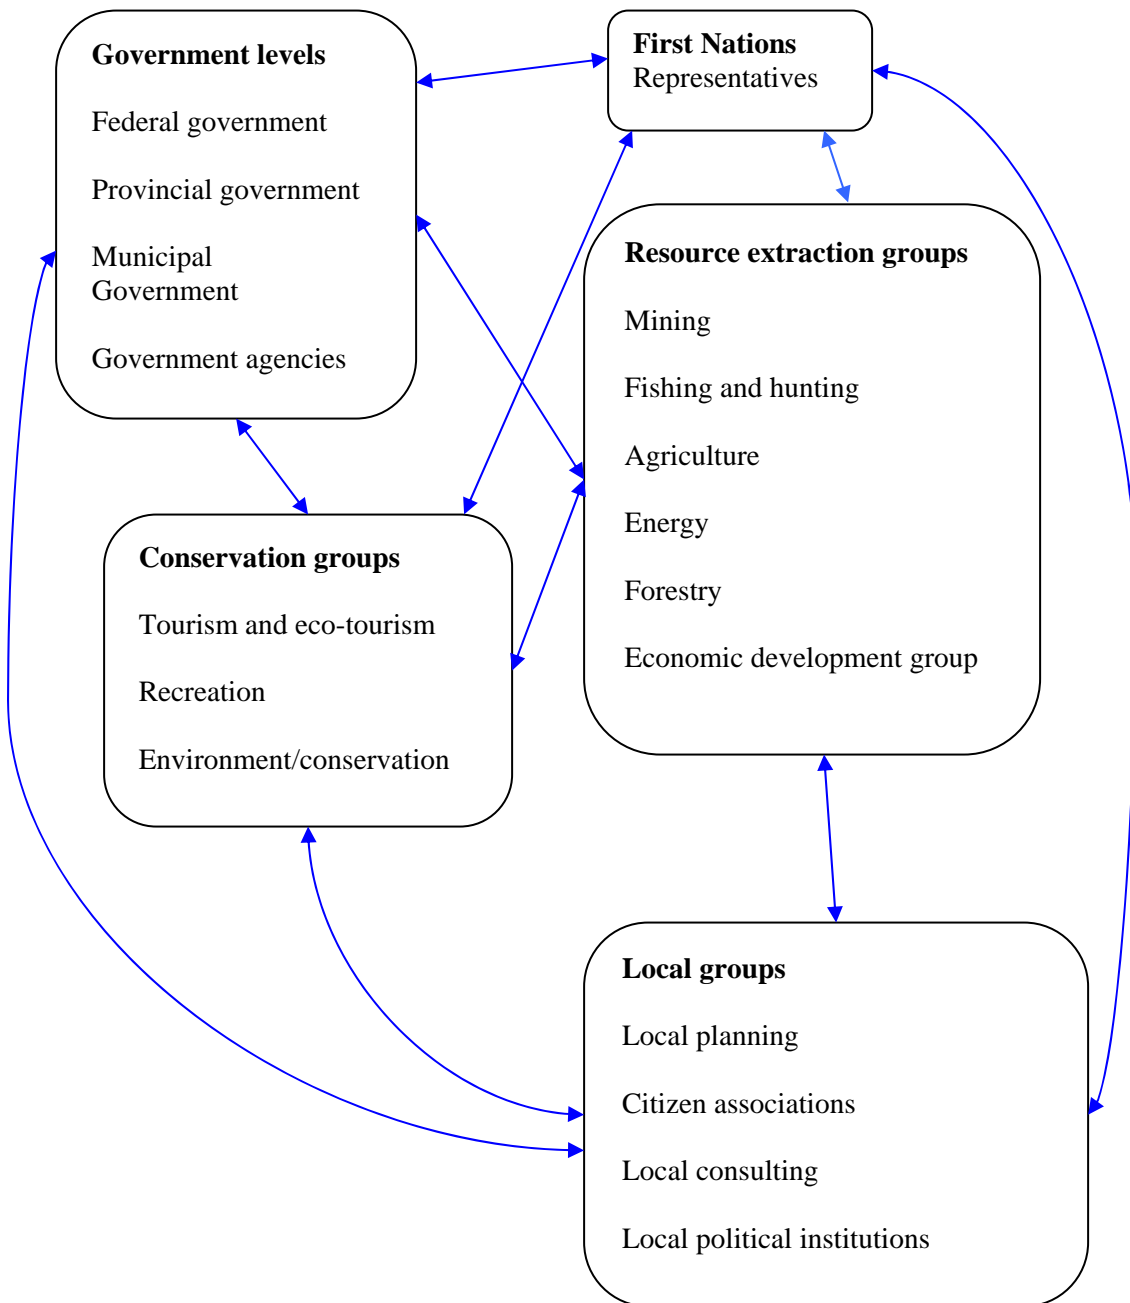 Government levels
Federal government
Provincial government
Municipal
Government
Government agencies
First Nations
Representatives
Resource extraction groups
Mining
Fishing and hunting
Agriculture
Energy
Forestry
Economic development group
Conservation groups
Tourism and eco-tourism
Recreation
Environment/conservation
Local groups
Local planning
Citizen associations
Local consulting
Local political institutions